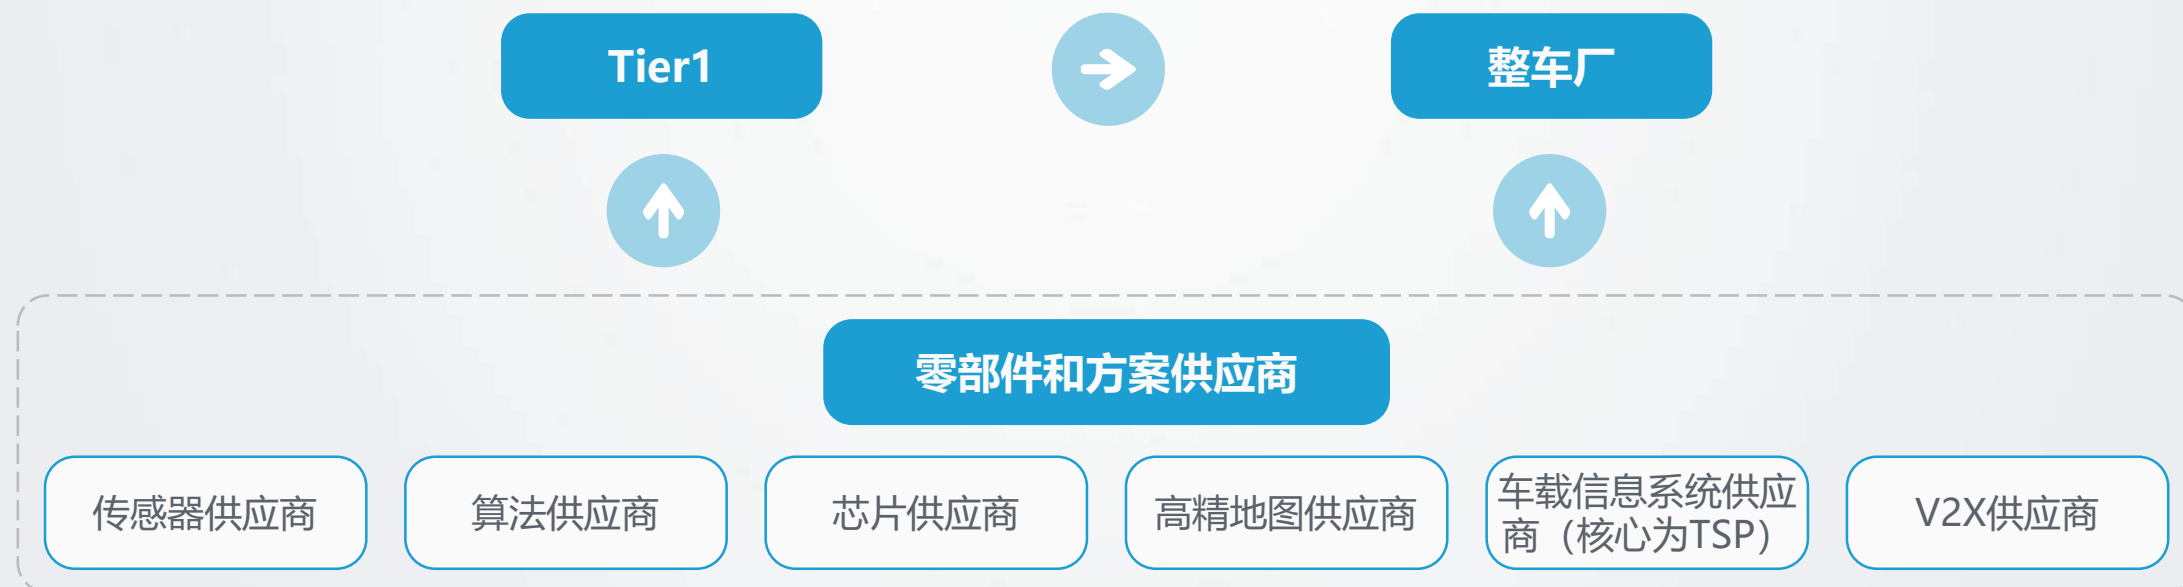 Tier1
整车厂
零部件和方案供应商
传感器供应商
算法供应商
芯片供应商
高精地图供应商
车载信息系统供应
商（核心为TSP）
V2X供应商